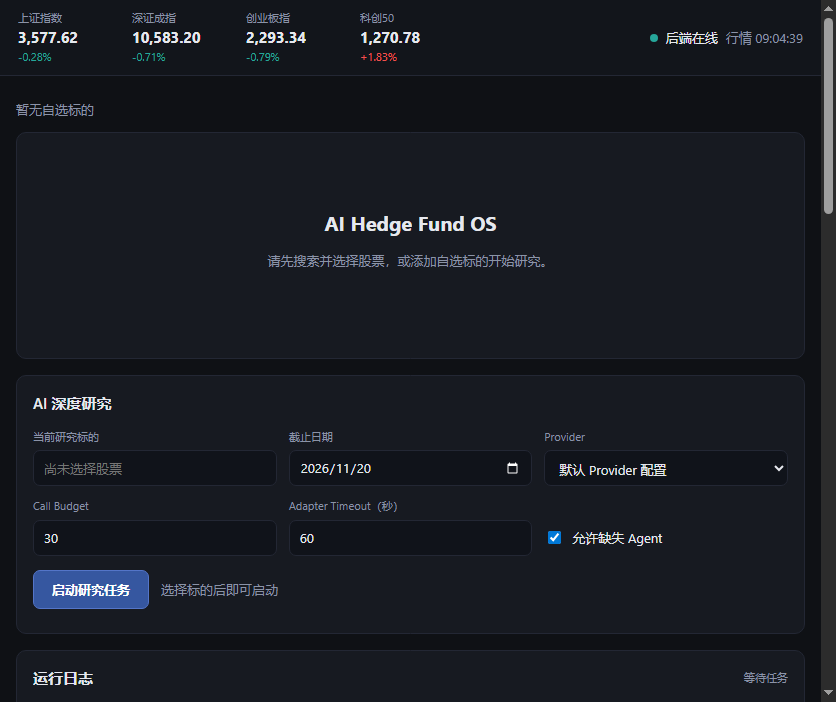 上证指数 深证成指 创业板指 科创50
3,577.62 10,583.20 2,293.34 1,270.78
-0.28% -0.71% -0.79% +1.83%
后端在线 行情 09:04:39
暂无自选标的
AI Hedge Fund OS
请先搜索并选择股票，或添加自选标的开始研究。
AI 深度研究
当前研究标的 截止日期 Provider
尚未选择股票 2026/11/20 默认 Provider 配置
Call Budget Adapter Timeout（秒）
30 60 允许缺失 Agent
启动研究任务 选择标的后即可启动
运行日志 等待任务